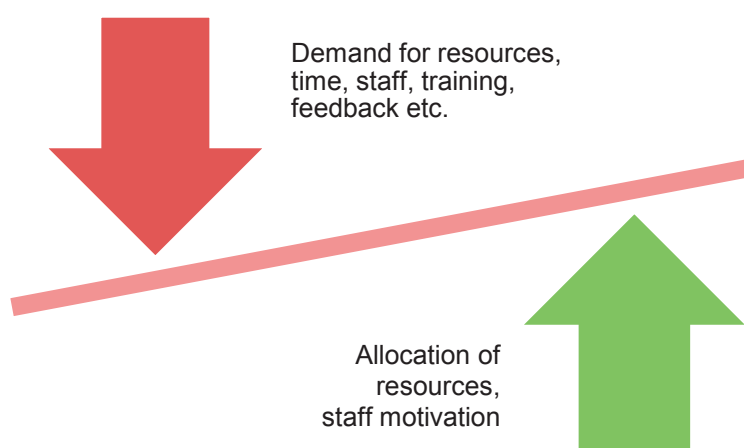 Demand for resources,
time, staff, training,
feedback etc.
Allocation of
resources,
staff motivation